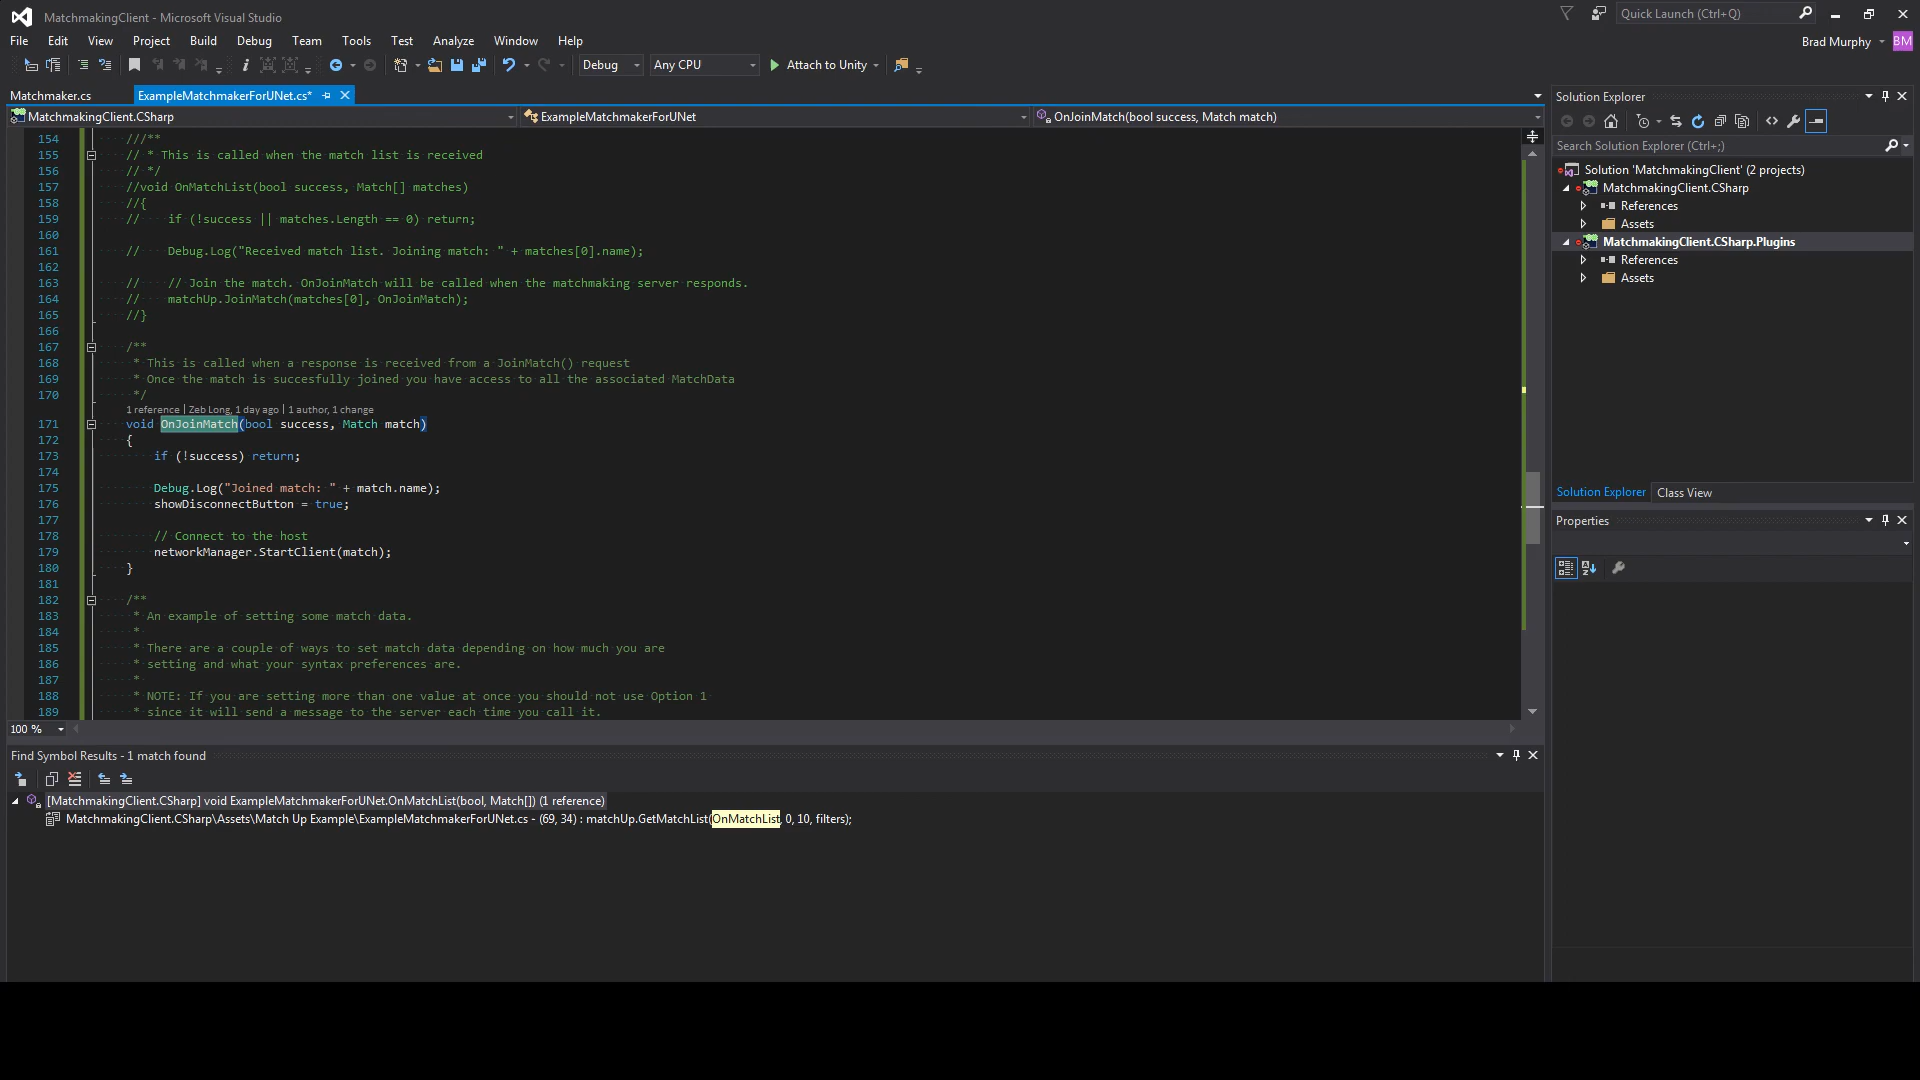 MatchmakingClient - Microsoft Visual Studio
Quick Launch (Ctrl+Q)
File Edit View Project Build Debug Team Tools Test Analyze Window Help
Brad Murphy BM
Debug Any CPU Attach to Unity
Matchmaker.cs ExampleMatchmakerForUNet.cs*
MatchmakingClient.CSharp ExampleMatchmakerForUNet OnJoinMatch(bool success, Match match)
154 ///**
155 // * This is called when the match list is received
156 // */
157 //void OnMatchList(bool success, Match[] matches)
158 //{
159 // if (!success || matches.Length == 0) return;
160
161 // Debug.Log("Received match list. Joining match: " + matches[0].name);
162
163 // // Join the match. OnJoinMatch will be called when the matchmaking server responds.
164 // matchUp.JoinMatch(matches[0], OnJoinMatch);
165 //}
166
167 /**
168 * This is called when a response is received from a JoinMatch() request
169 * Once the match is succesfully joined you have access to all the associated MatchData
170 */
1 reference | Zeb Long, 1 day ago | 1 author, 1 change
171 void OnJoinMatch(bool success, Match match)
172 {
173 if (!success) return;
174
175 Debug.Log("Joined match: " + match.name);
176 showDisconnectButton = true;
177
178 // Connect to the host
179 networkManager.StartClient(match);
180 }
181
182 /**
183 * An example of setting some match data.
184 *
185 * There are a couple of ways to set match data depending on how much you are
186 * setting and what your syntax preferences are.
187 *
188 * NOTE: If you are setting more than one value at once you should not use Option 1
189 * since it will send a message to the server each time you call it.
100 %
Find Symbol Results - 1 match found
[MatchmakingClient.CSharp] void ExampleMatchmakerForUNet.OnMatchList(bool, Match[]) (1 reference)
MatchmakingClient.CSharp\Assets\Match Up Example\ExampleMatchmakerForUNet.cs - (69, 34) : matchUp.GetMatchList(OnMatchList, 0, 10, filters);
Solution Explorer
Search Solution Explorer (Ctrl+;)
Solution 'MatchmakingClient' (2 projects)
MatchmakingClient.CSharp
References
Assets
MatchmakingClient.CSharp.Plugins
References
Assets
Solution Explorer Class View
Properties